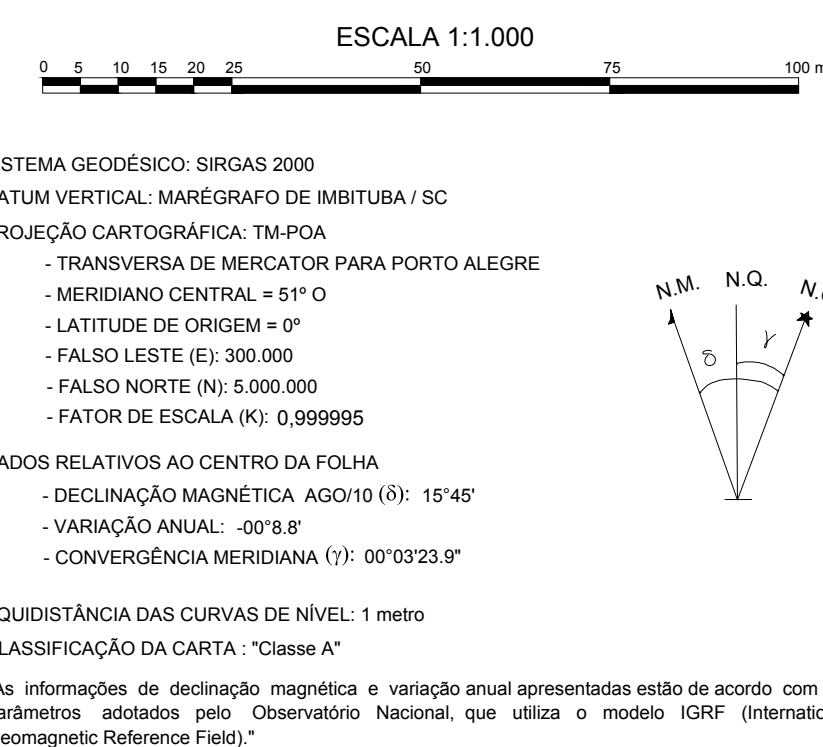 ESCALA 1:1.000
0 5 10 15 20 25 50 75 100 m
ISTEMA GEODÉSICO: SIRGAS 2000
ATUM VERTICAL: MARÉGRAFO DE IMBITUBA / SC
ROJEÇÃO CARTOGRÁFICA: TM-POA
- TRANSVERSA DE MERCATOR PARA PORTO ALEGRE
- MERIDIANO CENTRAL = 51º O
- LATITUDE DE ORIGEM = 0º
- FALSO LESTE (E): 300.000
- FALSO NORTE (N): 5.000.000
- FATOR DE ESCALA (K): 0,999995
N.M. N.Q. N.
δ γ
ADOS RELATIVOS AO CENTRO DA FOLHA
- DECLINAÇÃO MAGNÉTICA AGO/10 (δ): 15°45'
- VARIAÇÃO ANUAL: -00°8.8'
- CONVERGÊNCIA MERIDIANA (γ): 00°03'23.9"
QUIDISTÂNCIA DAS CURVAS DE NÍVEL: 1 metro
LASSIFICAÇÃO DA CARTA : "Classe A"
As informações de declinação magnética e variação anual apresentadas estão de acordo com
arâmetros adotados pelo Observatório Nacional, que utiliza o modelo IGRF (Internatio
eomagnetic Reference Field)."